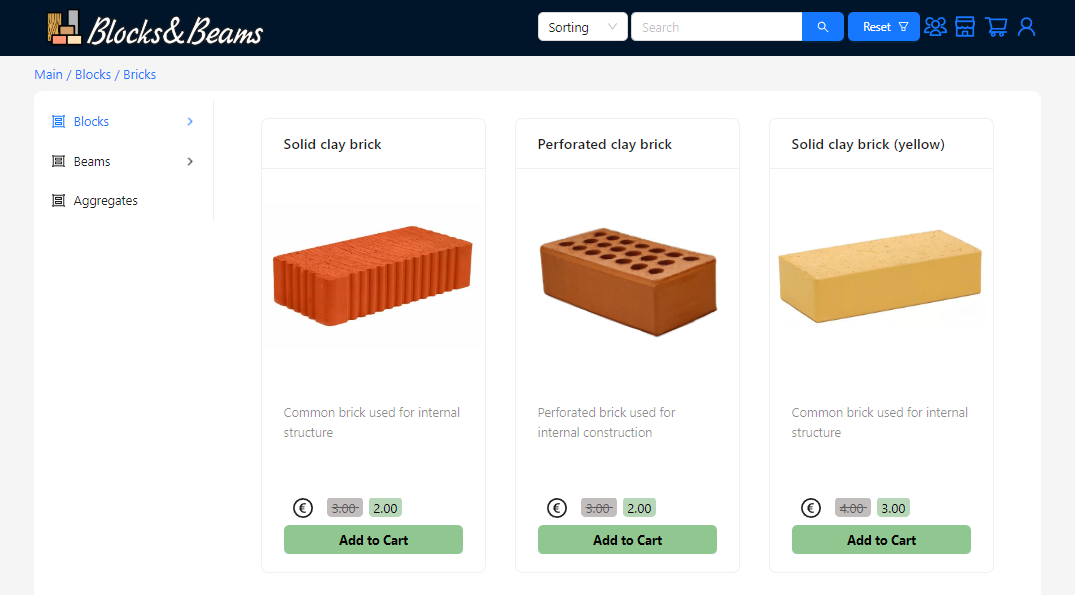 Blocks&Beams
Sorting
Search
Reset
Main / Blocks / Bricks
Blocks
Beams
Aggregates
Solid clay brick
Common brick used for internal
structure
€ 3.00 2.00
Add to Cart
Perforated clay brick
Perforated brick used for
internal construction
€ 3.00 2.00
Add to Cart
Solid clay brick (yellow)
Common brick used for internal
structure
€ 4.00 3.00
Add to Cart